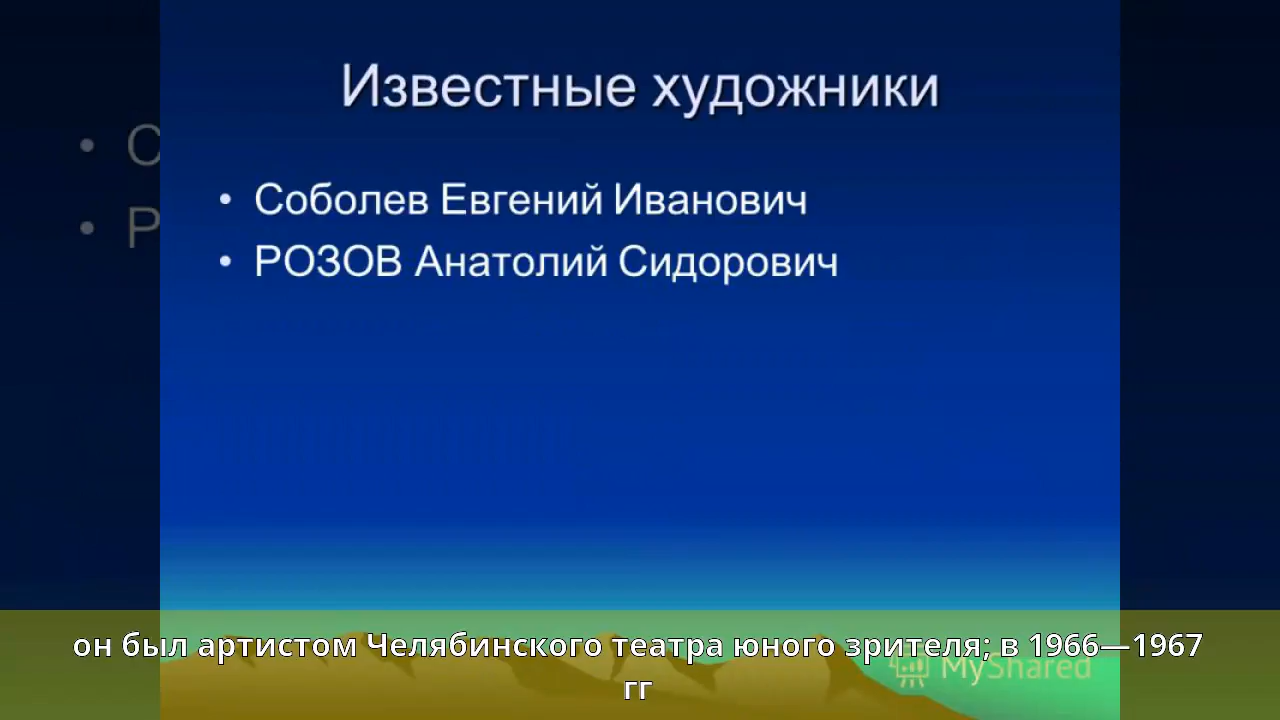 Известные художники
• Соболев Евгений Иванович
• РОЗОВ Анатолий Сидорович
С
Р
он был артистом Челябинского театра юного зрителя; в 1966—1967
гг
MyShared